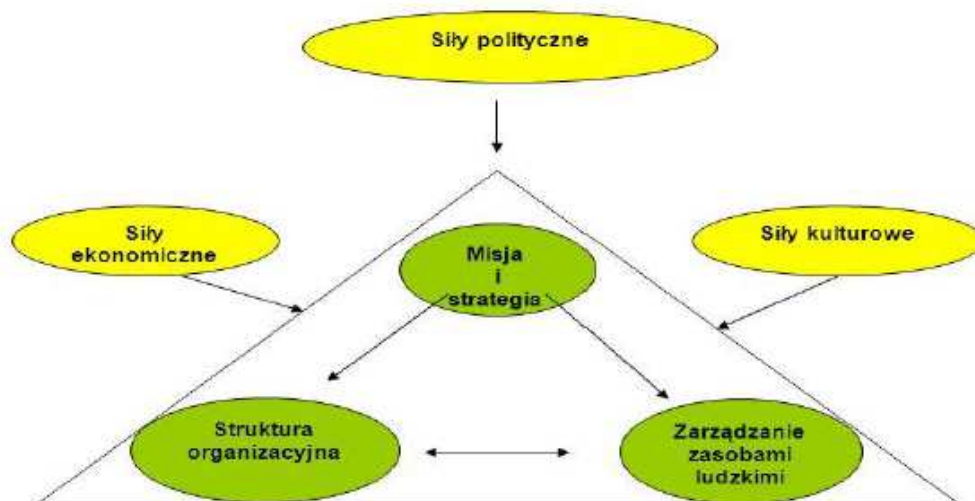 Siły polityczne
Siły
ekonomiczne
Siły kulturowe
Misja
i
strategia
Struktura
organizacyjna
Zarządzanie
zasobami
ludzkimi